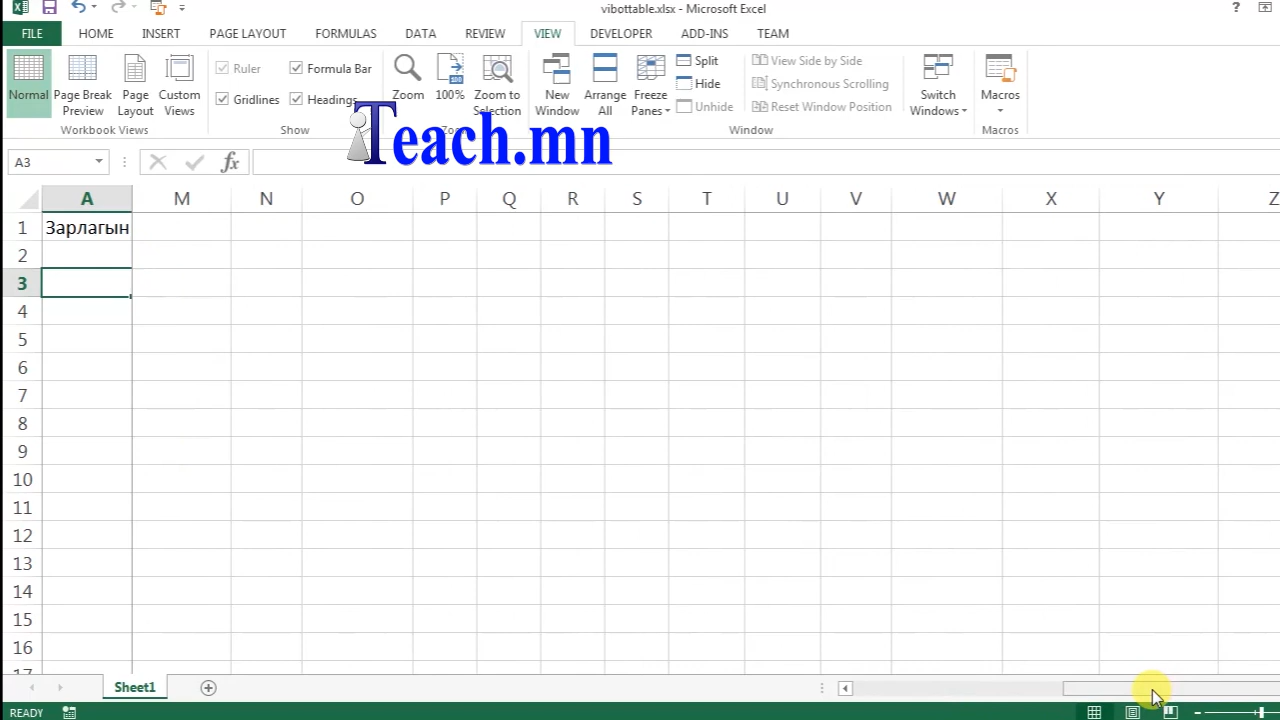 vibottable.xlsx - Microsoft Excel
?
FILE HOME INSERT PAGE LAYOUT FORMULAS DATA REVIEW VIEW DEVELOPER ADD-INS TEAM
Normal
Page Break Preview
Page Layout
Custom Views
Workbook Views
Ruler
Formula Bar
Gridlines
Headings
Show
Zoom
100%
Zoom to Selection
New Window
Arrange All
Freeze Panes
Split
Hide
Unhide
View Side by Side
Synchronous Scrolling
Reset Window Position
Window
Switch Windows
Macros
Macros
Teach.mn
A3
fx
A M N O P Q R S T U V W X Y Z
1 Зарлагын
2
3
4
5
6
7
8
9
10
11
12
13
14
15
16
17
Sheet1
READY